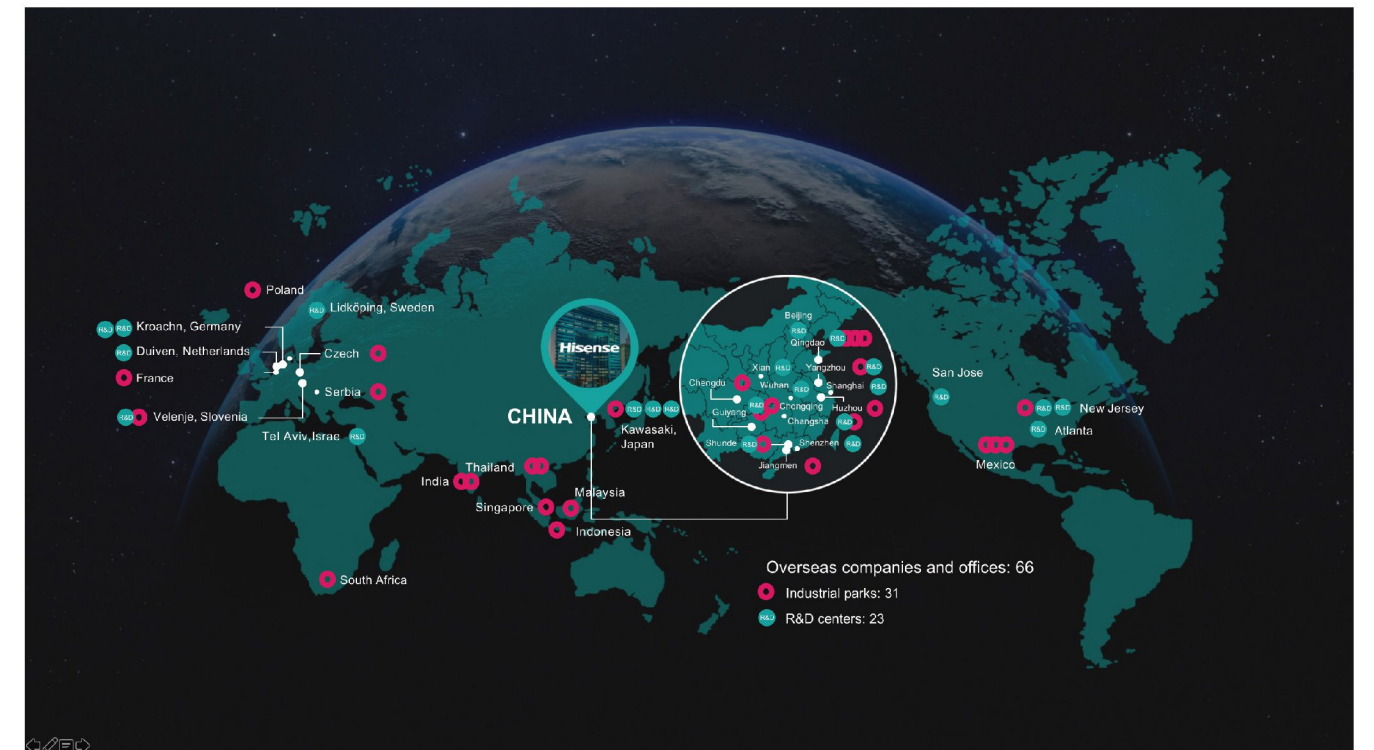 Poland
R&D
Lidköping, Sweden
R&D
R&D
Kroachn, Germany
R&D
Duiven, Netherlands
Czech
France
Serbia
R&D
Velenje, Slovenia
Tel Aviv,Israe
R&D
Hisense
CHINA
R&D
R&D
R&D
Kawasaki,
Japan
Thailand
India
Malaysia
Singapore
Indonesia
South Africa
Beijing
R&D
Qingdao
R&D
Xian
R&D
Yangzhou
R&D
Chengdu
Wuhan
R&D
Shanghai
R&D
R&D
Chongqing
Huzhou
Guiyang
Changsha
R&D
Shunde
R&D
Shenzhen
R&D
Jiangmen
San Jose
R&D
R&D
R&D
New Jersey
R&D
Atlanta
Mexico
Overseas companies and offices: 66
Industrial parks: 31
R&D
R&D centers: 23